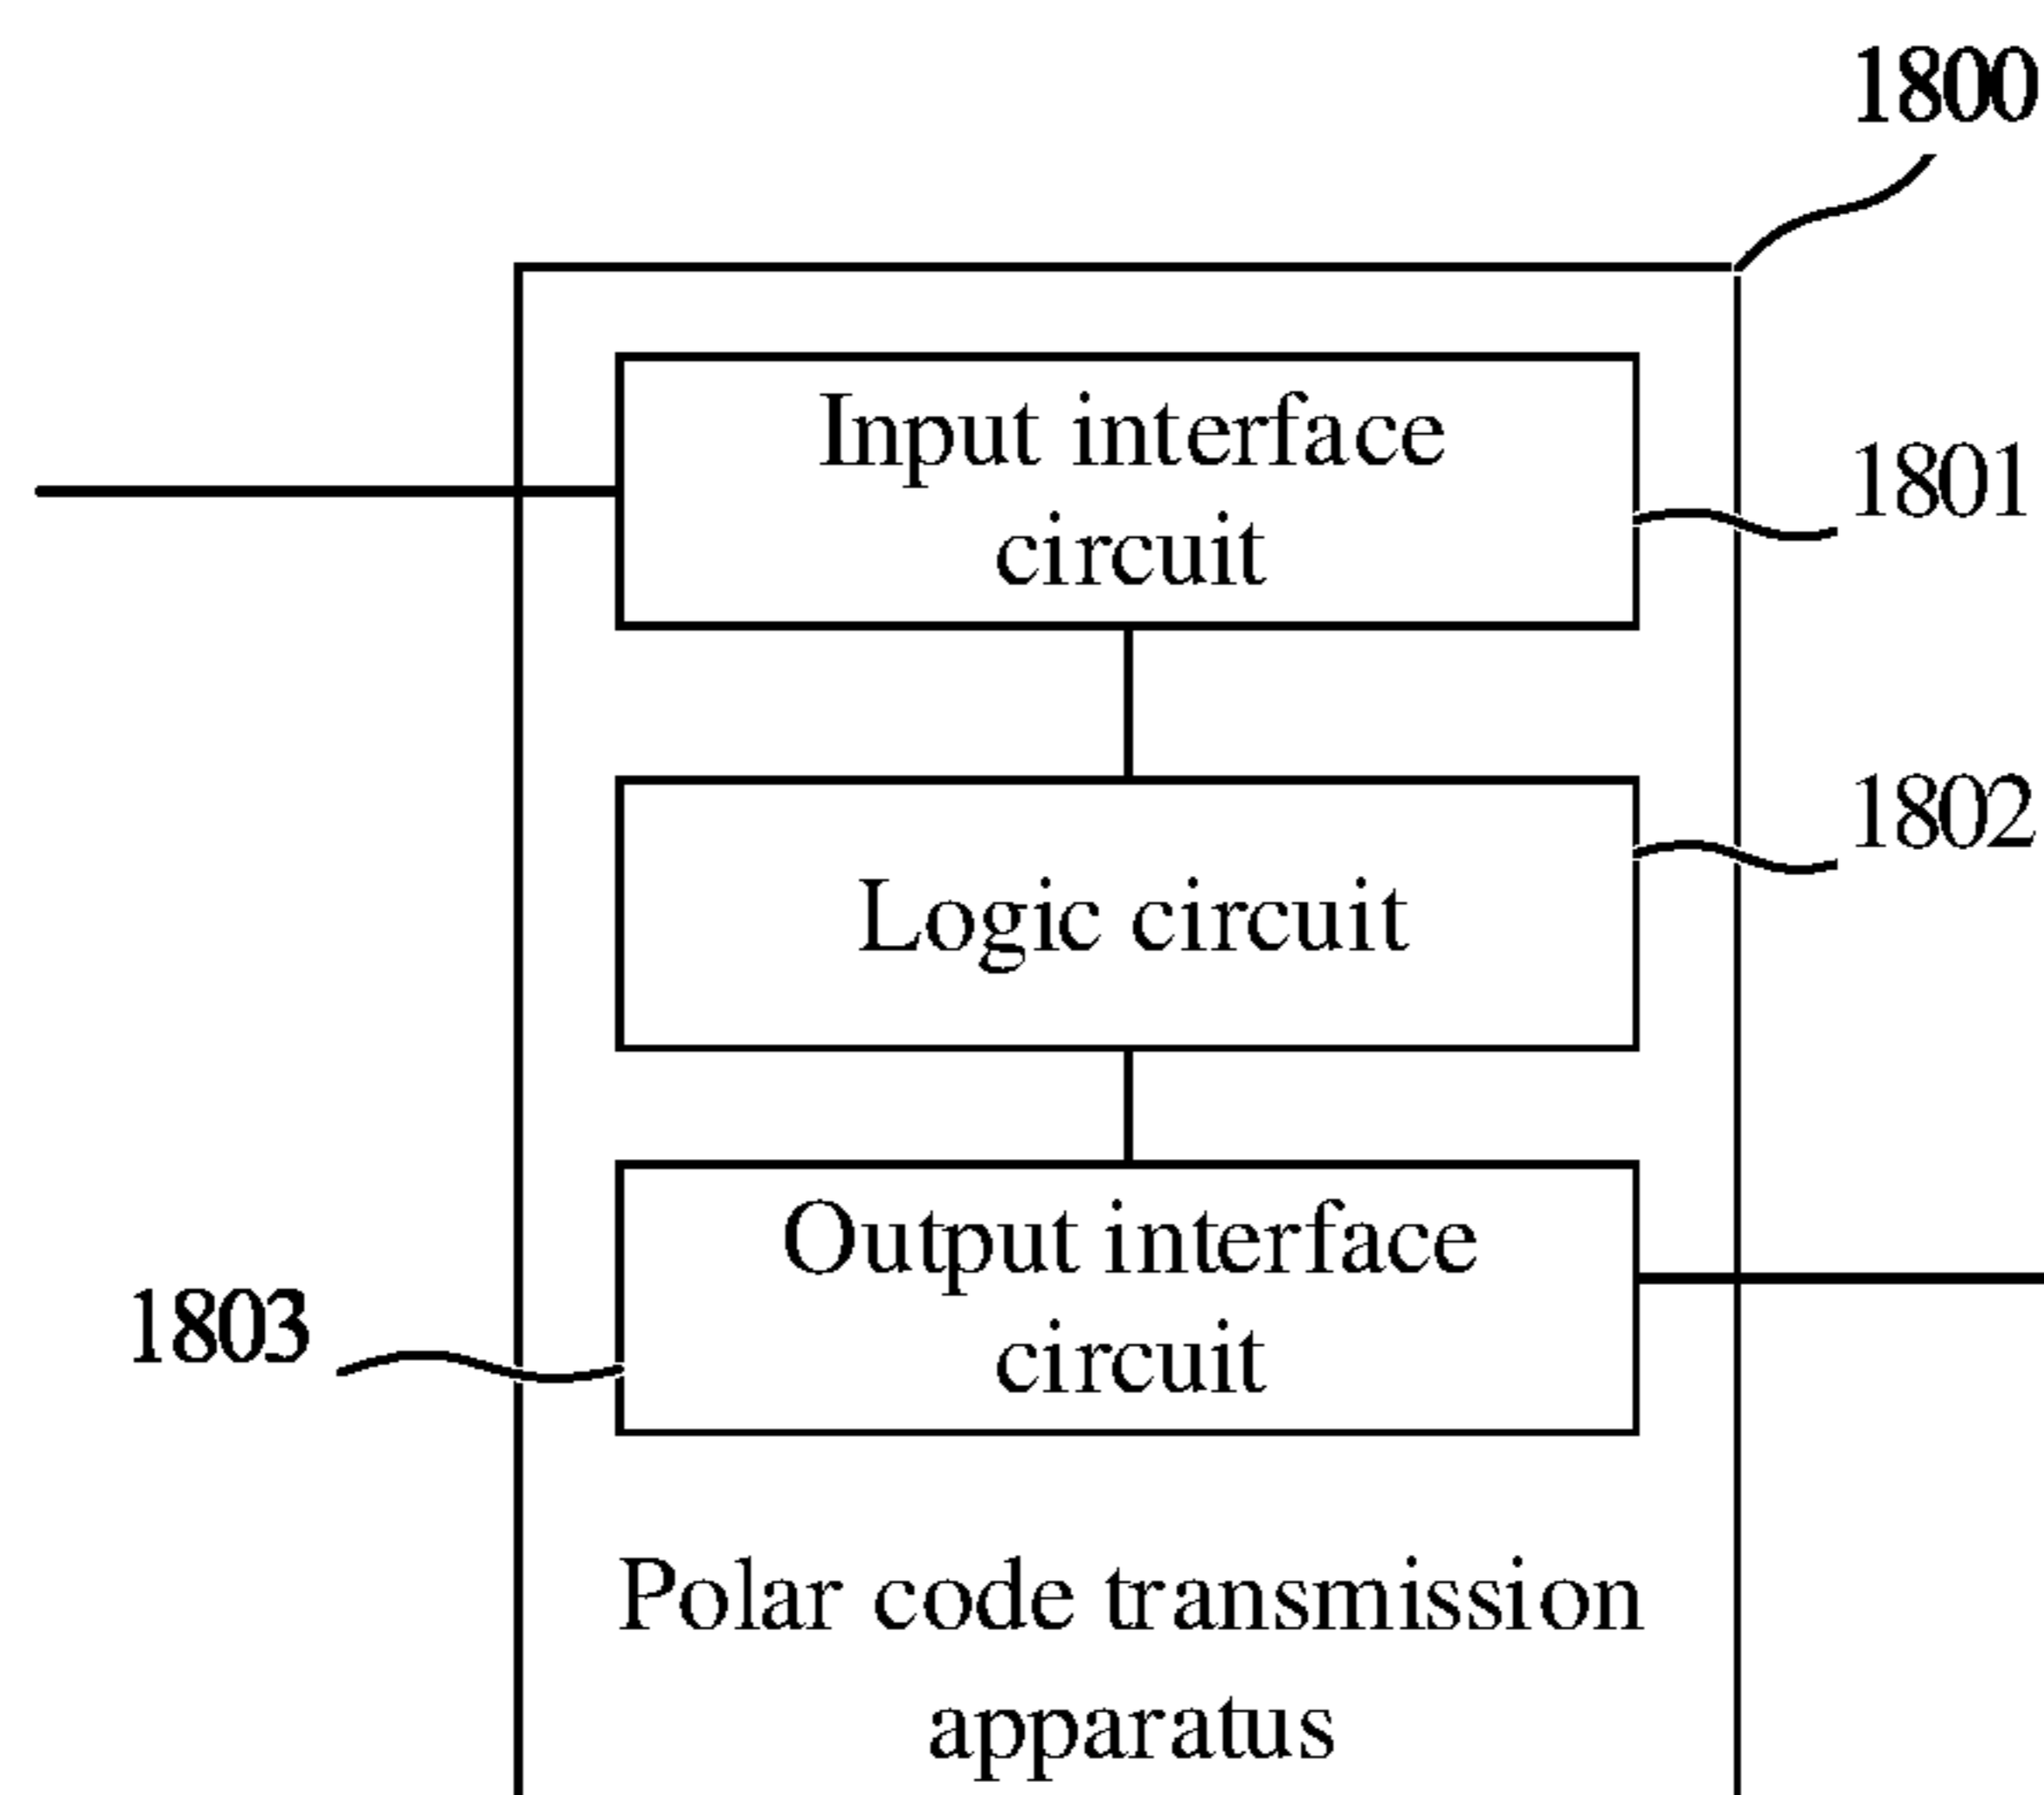 1800
Input interface
circuit
1801
1802
Logic circuit
Output interface
circuit
1803
Polar code transmission
apparatus